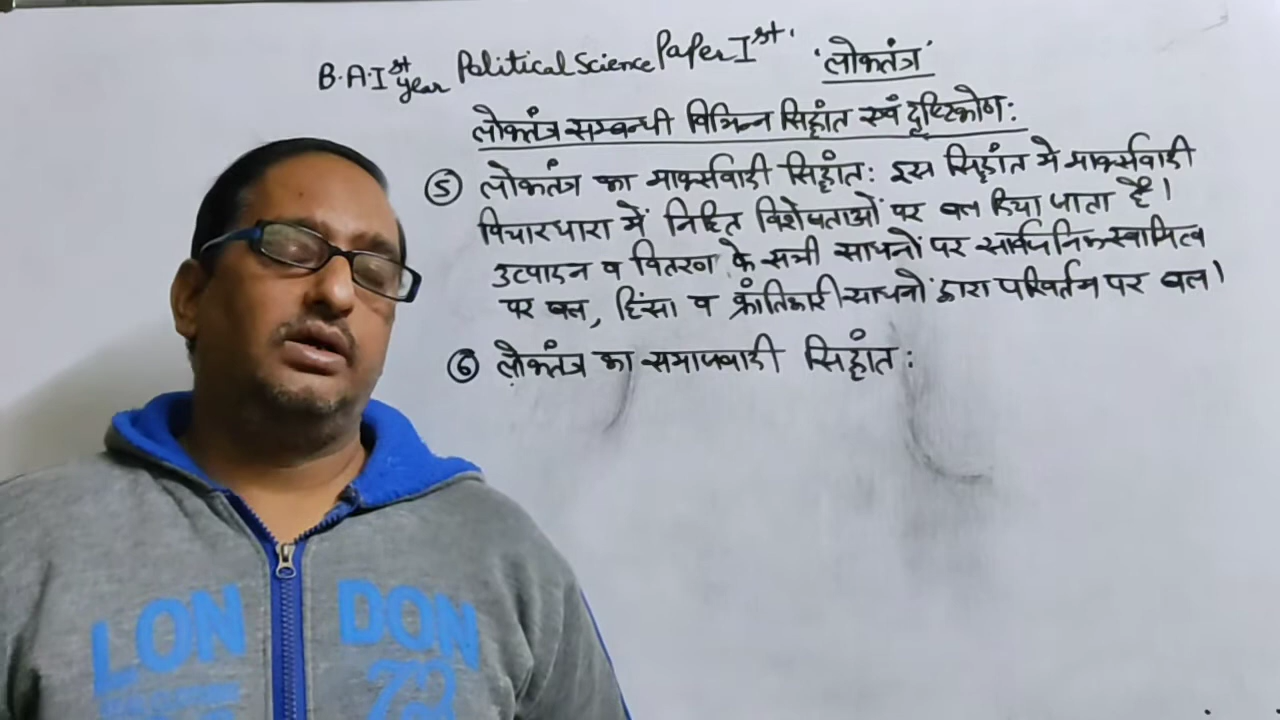 B.A. Ist year Political Science Paper Ist. 'लोकतंत्र'
लोकतंत्र सम्बन्धी विभिन्न सिद्धांत एवं दृष्टिकोण:
⑤ लोकतंत्र का मार्क्सवादी सिद्धांत: इस सिद्धांत में मार्क्सवादी
विचारधारा में निहित विशेषताओं पर बल दिया जाता है।
उत्पादन व वितरण के सभी साधनों पर सार्वजनिक स्वामित्व
पर बल, हिंसा व क्रांतिकारी साधनों द्वारा परिवर्तन पर बल।
⑥ लोकतंत्र का समाजवादी सिद्धांत:
LONDON